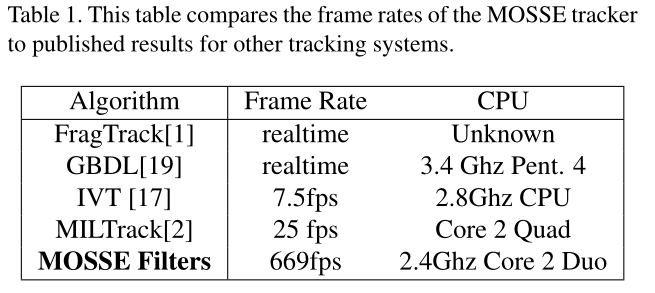 Table 1. This table compares the frame rates of the MOSSE tracker
to published results for other tracking systems.
Algorithm Frame Rate CPU
FragTrack[1] realtime Unknown
GBDL[19] realtime 3.4 Ghz Pent. 4
IVT [17] 7.5fps 2.8Ghz CPU
MILTrack[2] 25 fps Core 2 Quad
MOSSE Filters 669fps 2.4Ghz Core 2 Duo